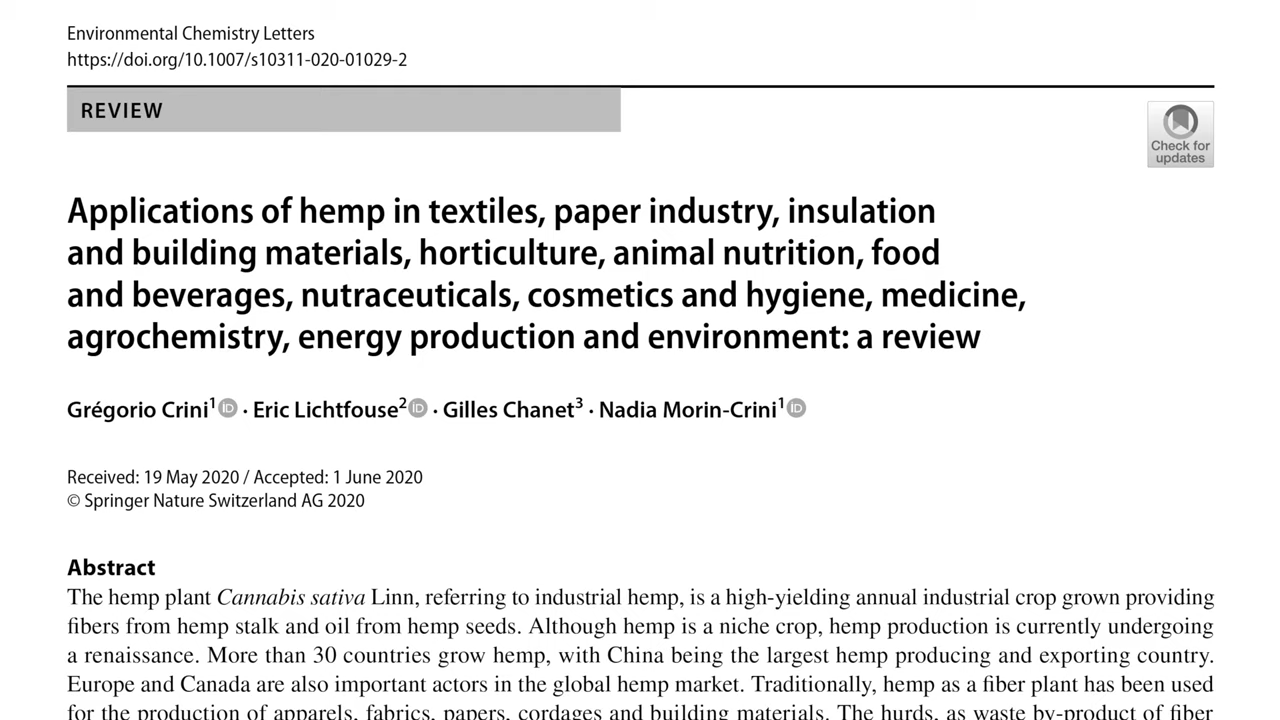 Environmental Chemistry Letters
https://doi.org/10.1007/s10311-020-01029-2
REVIEW
Check for
updates
Applications of hemp in textiles, paper industry, insulation
and building materials, horticulture, animal nutrition, food
and beverages, nutraceuticals, cosmetics and hygiene, medicine,
agrochemistry, energy production and environment: a review
Grégorio Crini1 iD · Eric Lichtfouse2 iD · Gilles Chanet3 · Nadia Morin-Crini1 iD
Received: 19 May 2020 / Accepted: 1 June 2020
© Springer Nature Switzerland AG 2020
Abstract
The hemp plant Cannabis sativa Linn, referring to industrial hemp, is a high-yielding annual industrial crop grown providing
fibers from hemp stalk and oil from hemp seeds. Although hemp is a niche crop, hemp production is currently undergoing
a renaissance. More than 30 countries grow hemp, with China being the largest hemp producing and exporting country.
Europe and Canada are also important actors in the global hemp market. Traditionally, hemp as a fiber plant has been used
for the production of apparels, fabrics, papers, cordages and building materials. The hurds, as waste by-product of fiber